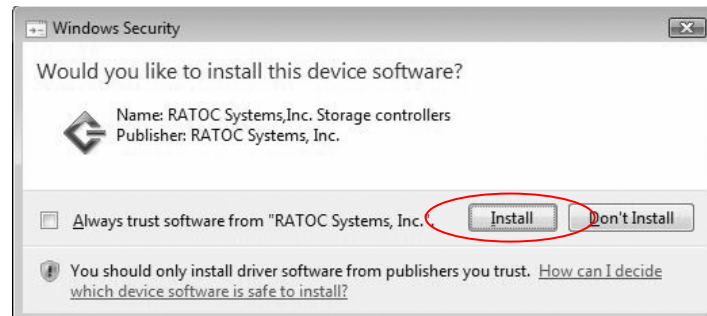 Windows Security
Would you like to install this device software?
Name: RATOC Systems,Inc. Storage controllers
Publisher: RATOC Systems, Inc.
Always trust software from "RATOC Systems, Inc.". Install Don't Install
You should only install driver software from publishers you trust. How can I decide
which device software is safe to install?